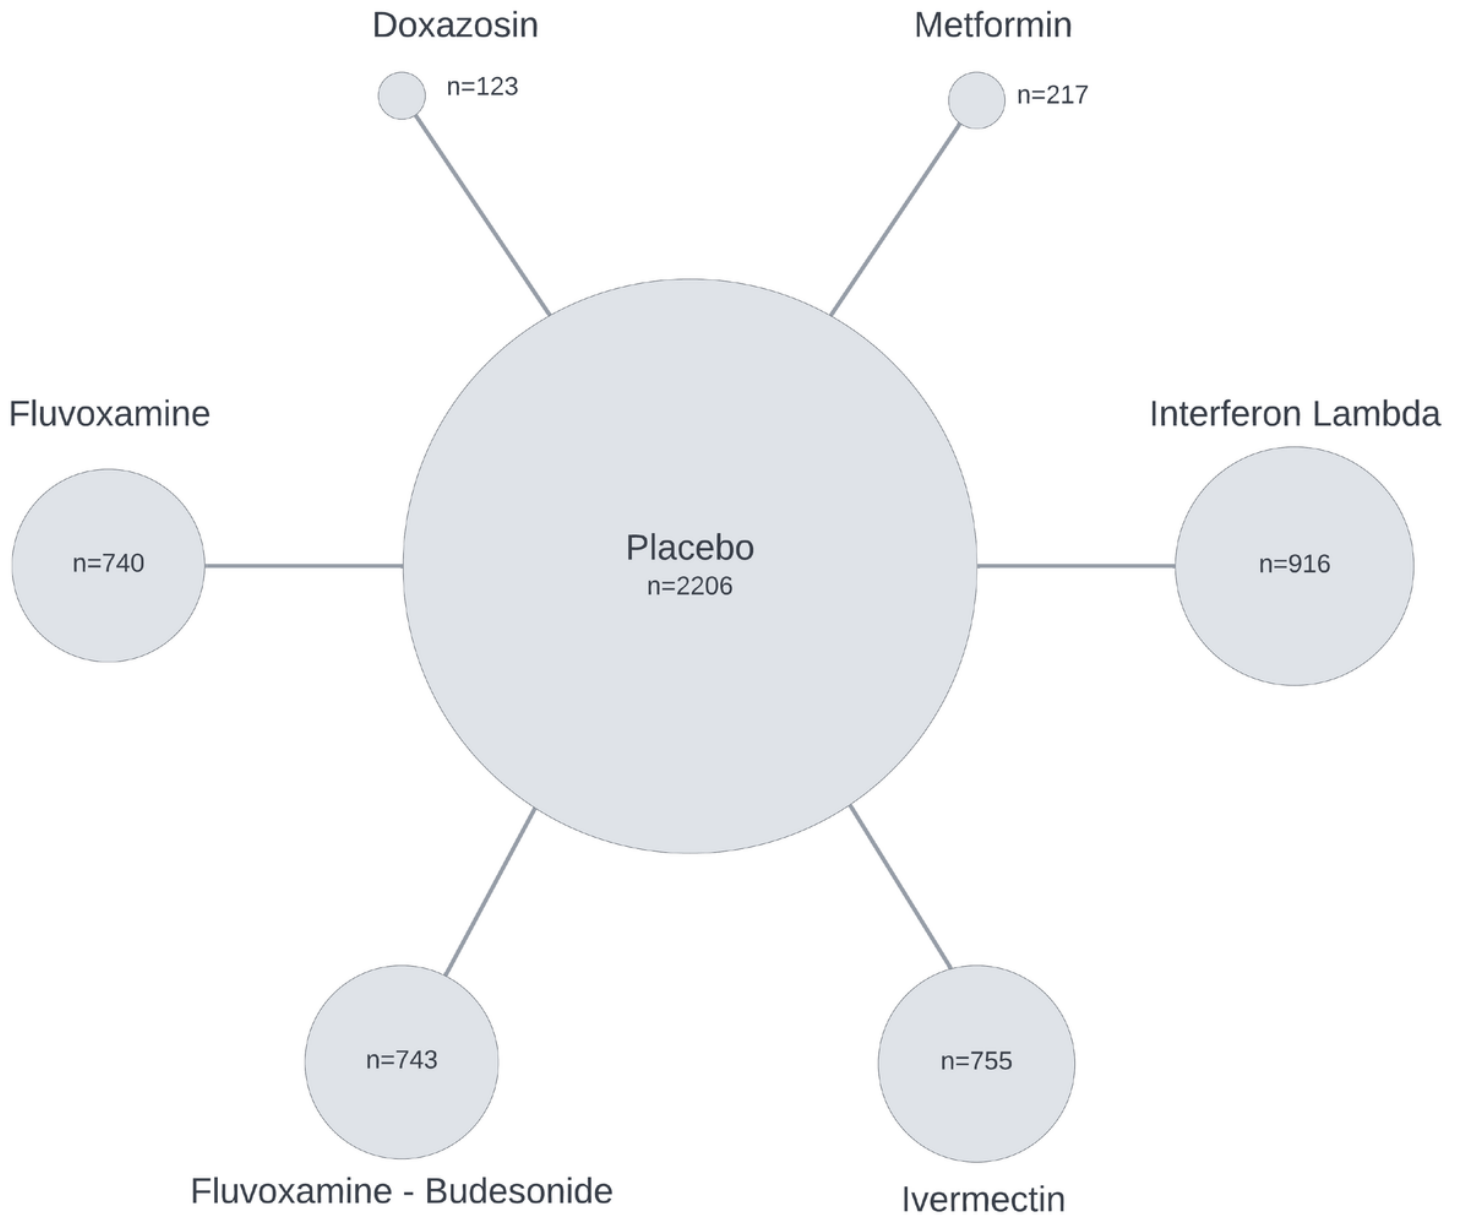 Doxazosin
n=123
Metformin
n=217
Fluvoxamine
n=740
Placebo
n=2206
Interferon Lambda
n=916
n=743
Fluvoxamine - Budesonide
n=755
Ivermectin